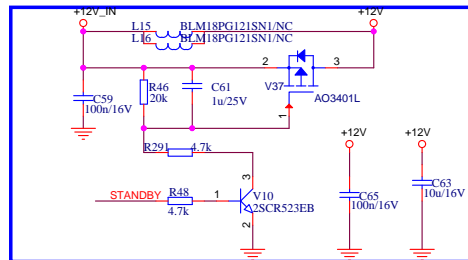 +12V_IN
+12V
L15 BLM18PG121SN1/NC
L16 BLM18PG121SN1/NC
2
3
V37
AO3401L
1
R46
20k
C61
1u/25V
C59
100n/16V
R291 4.7k
+12V
+12V
3
STANDBY
R48
4.7k
1
V10
2SCR523EB
2
C65
100n/16V
C63
10u/16V